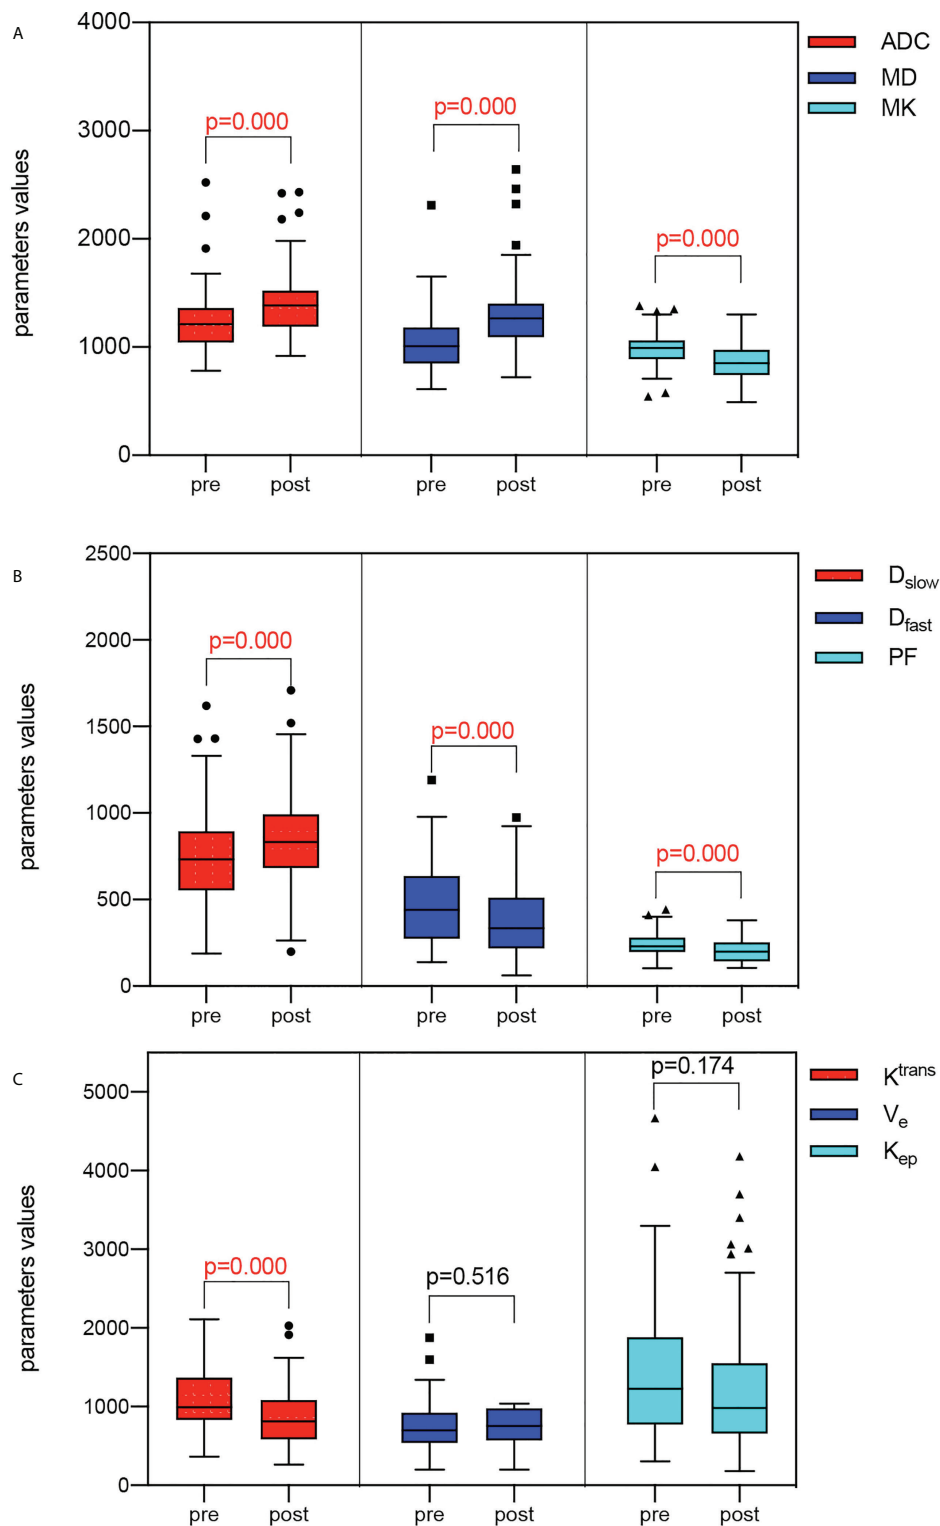 A
parameters values
4000
3000
2000
1000
0
p=0.000
p=0.000
p=0.000
pre
post
pre
post
pre
post
ADC
MD
MK
B
parameters values
2500
2000
1500
1000
500
0
p=0.000
p=0.000
p=0.000
pre
post
pre
post
pre
post
Dslow
Dfast
PF
C
parameters values
5000
4000
3000
2000
1000
0
p=0.000
p=0.516
p=0.174
pre
post
pre
post
pre
post
Ktrans
Ve
Kep